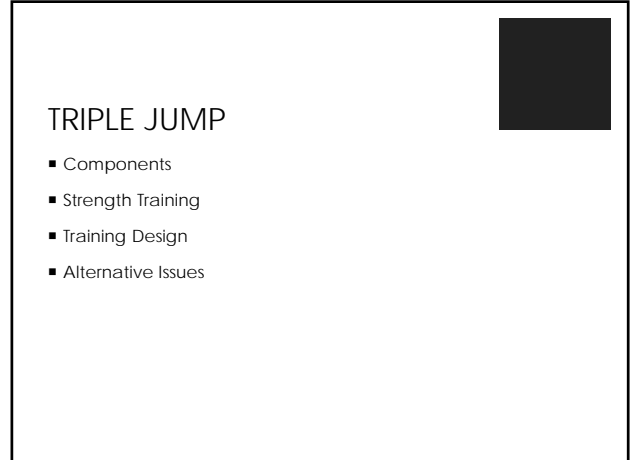 TRIPLE JUMP
▪ Components
▪ Strength Training
▪ Training Design
▪ Alternative Issues